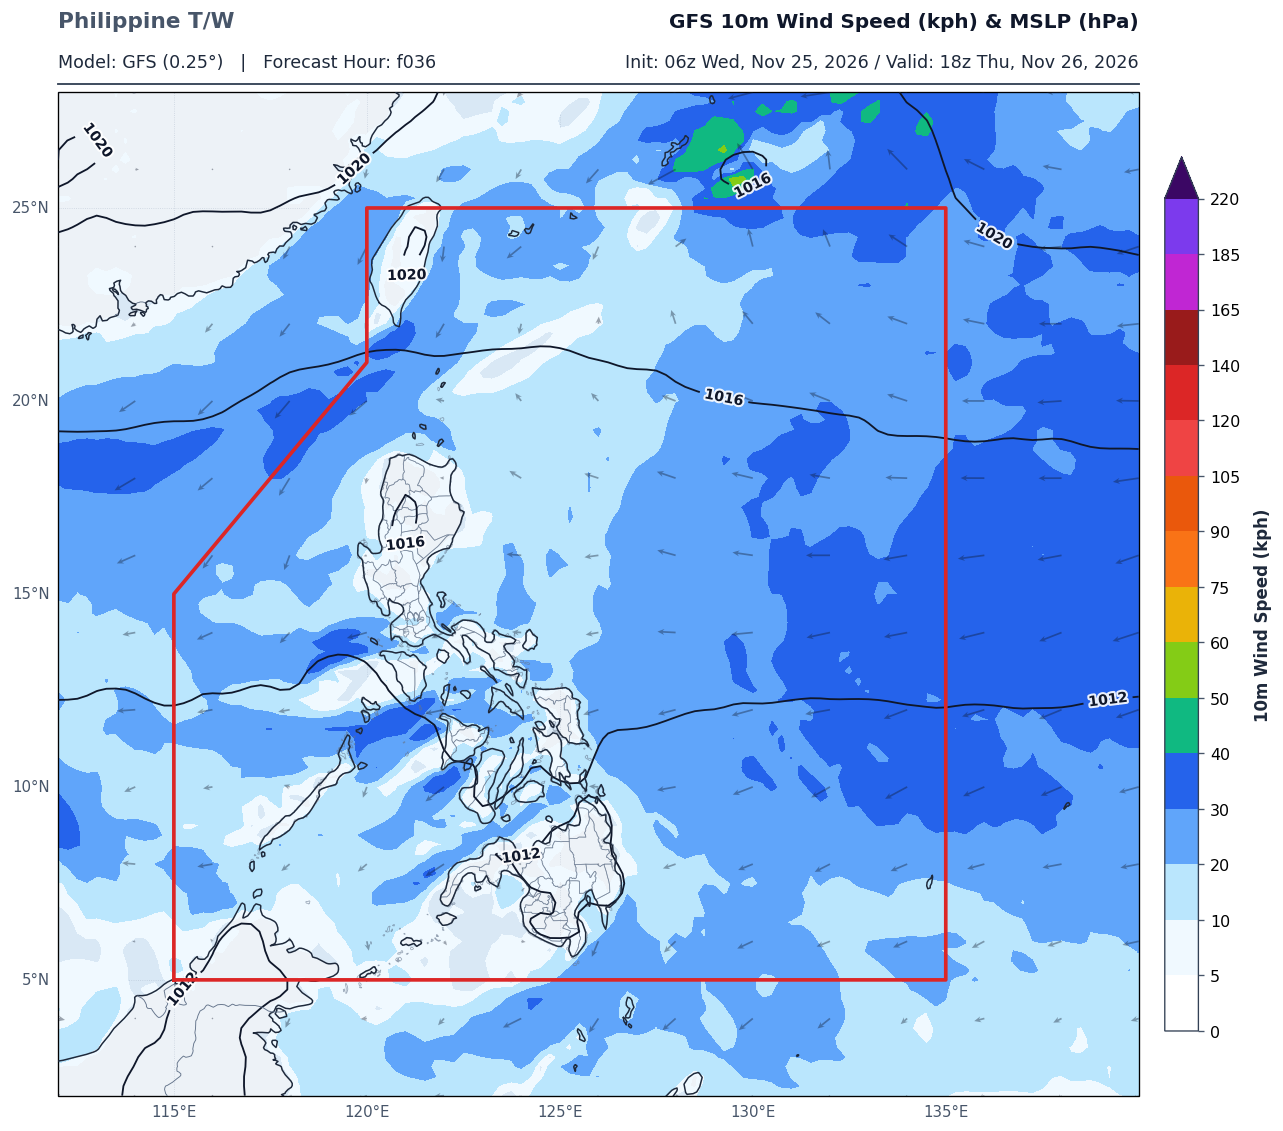 Philippine T/W
GFS 10m Wind Speed (kph) & MSLP (hPa)
Model: GFS (0.25°) | Forecast Hour: f036
Init: 06z Wed, Nov 25, 2026 / Valid: 18z Thu, Nov 26, 2026
1020
1020
1016
1020
1020
1016
1016
1012
1012
1012
25°N
20°N
15°N
10°N
5°N
115°E
120°E
125°E
130°E
135°E
220
185
165
140
120
105
90
75
60
50
40
30
20
10
5
0
10m Wind Speed (kph)